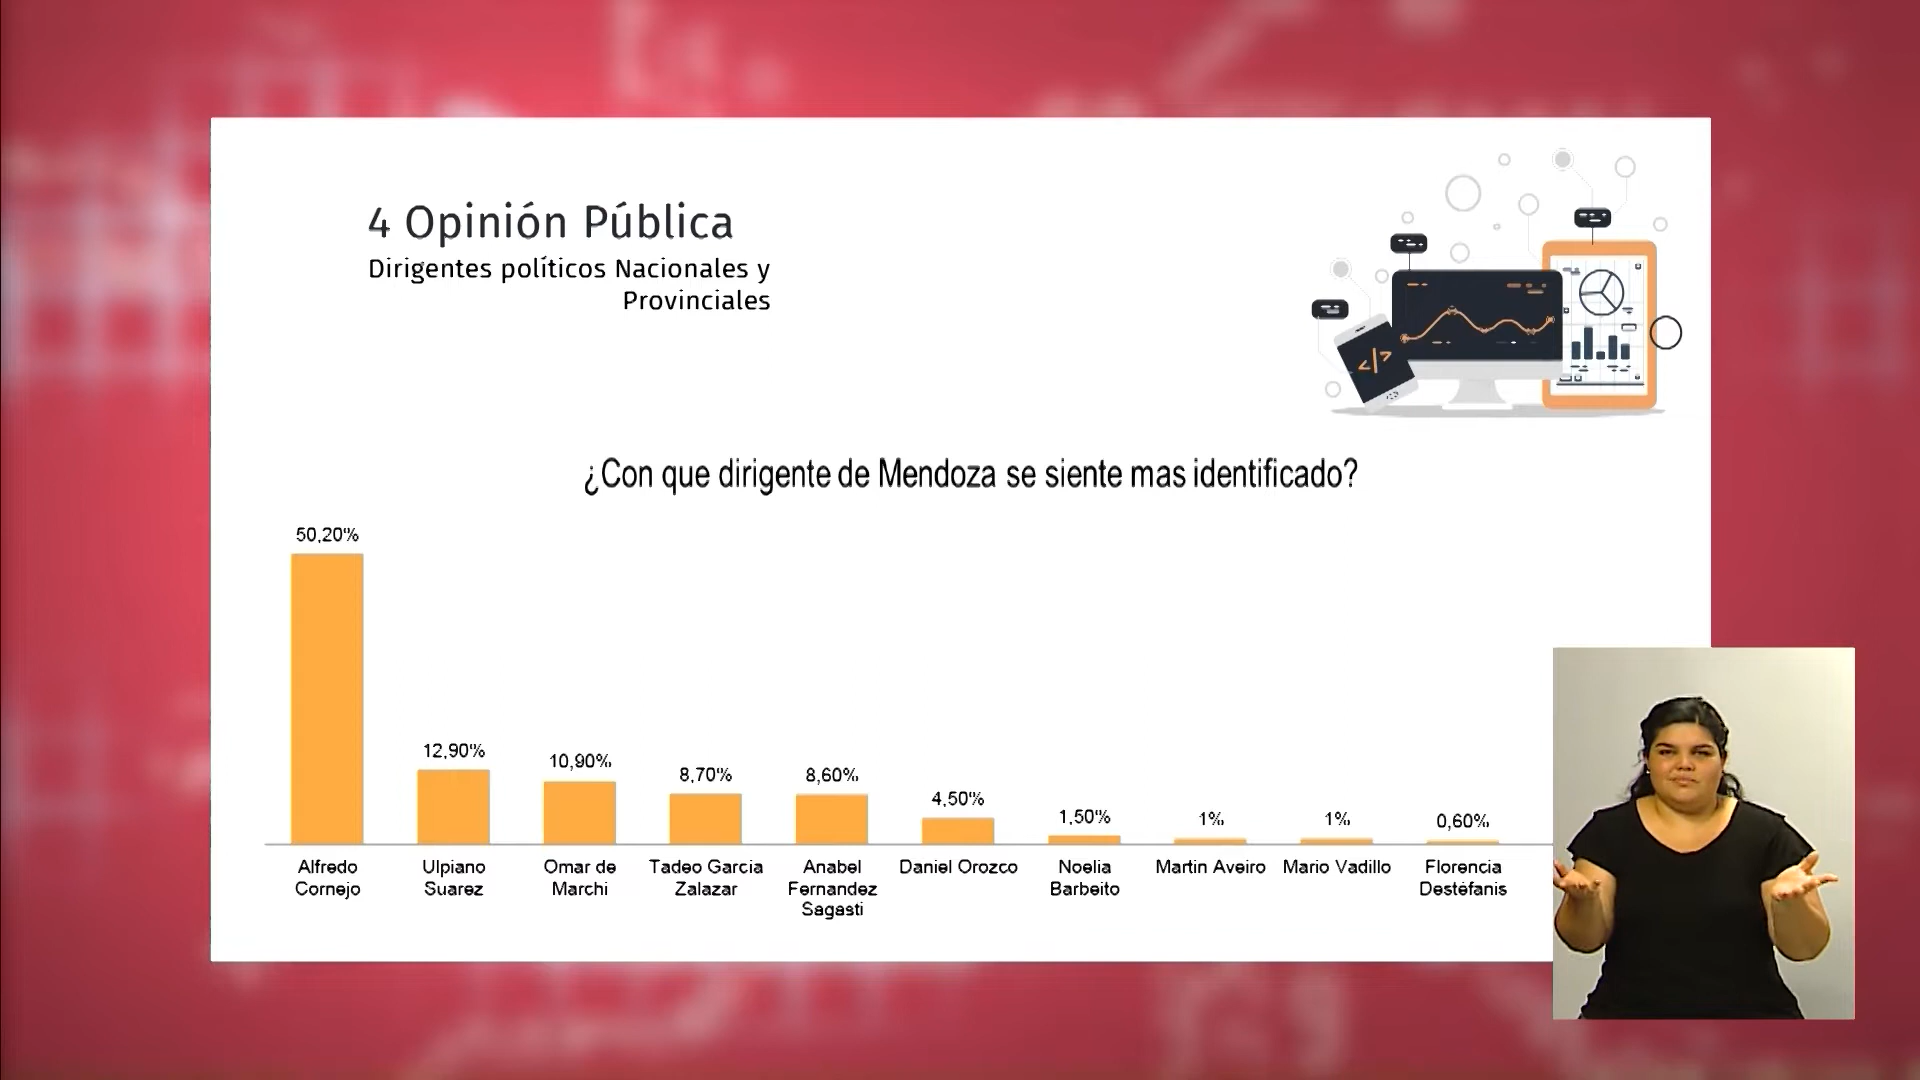 4 Opinión Pública
Dirigentes políticos Nacionales y
Provinciales
</>
¿Con que dirigente de Mendoza se siente mas identificado?
50,20%
12,90%
10,90%
8,70%
8,60%
4,50%
1,50%
1%
1%
0,60%
Alfredo
Cornejo
Ulpiano
Suarez
Omar de
Marchi
Tadeo Garcia
Zalazar
Anabel
Fernandez
Sagasti
Daniel Orozco
Noelia
Barbeito
Martin Aveiro
Mario Vadillo
Florencia
Destéfanis